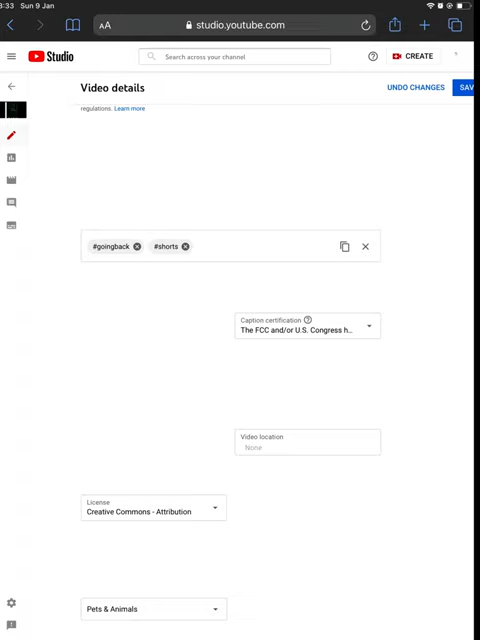 :33 Sun 9 Jan
AA studio.youtube.com
Studio
Search across your channel
CREATE
Video details
UNDO CHANGES
SAV
regulations. Learn more
#goingback
#shorts
Caption certification
The FCC and/or U.S. Congress h...
Video location
None
License
Creative Commons - Attribution
Pets & Animals